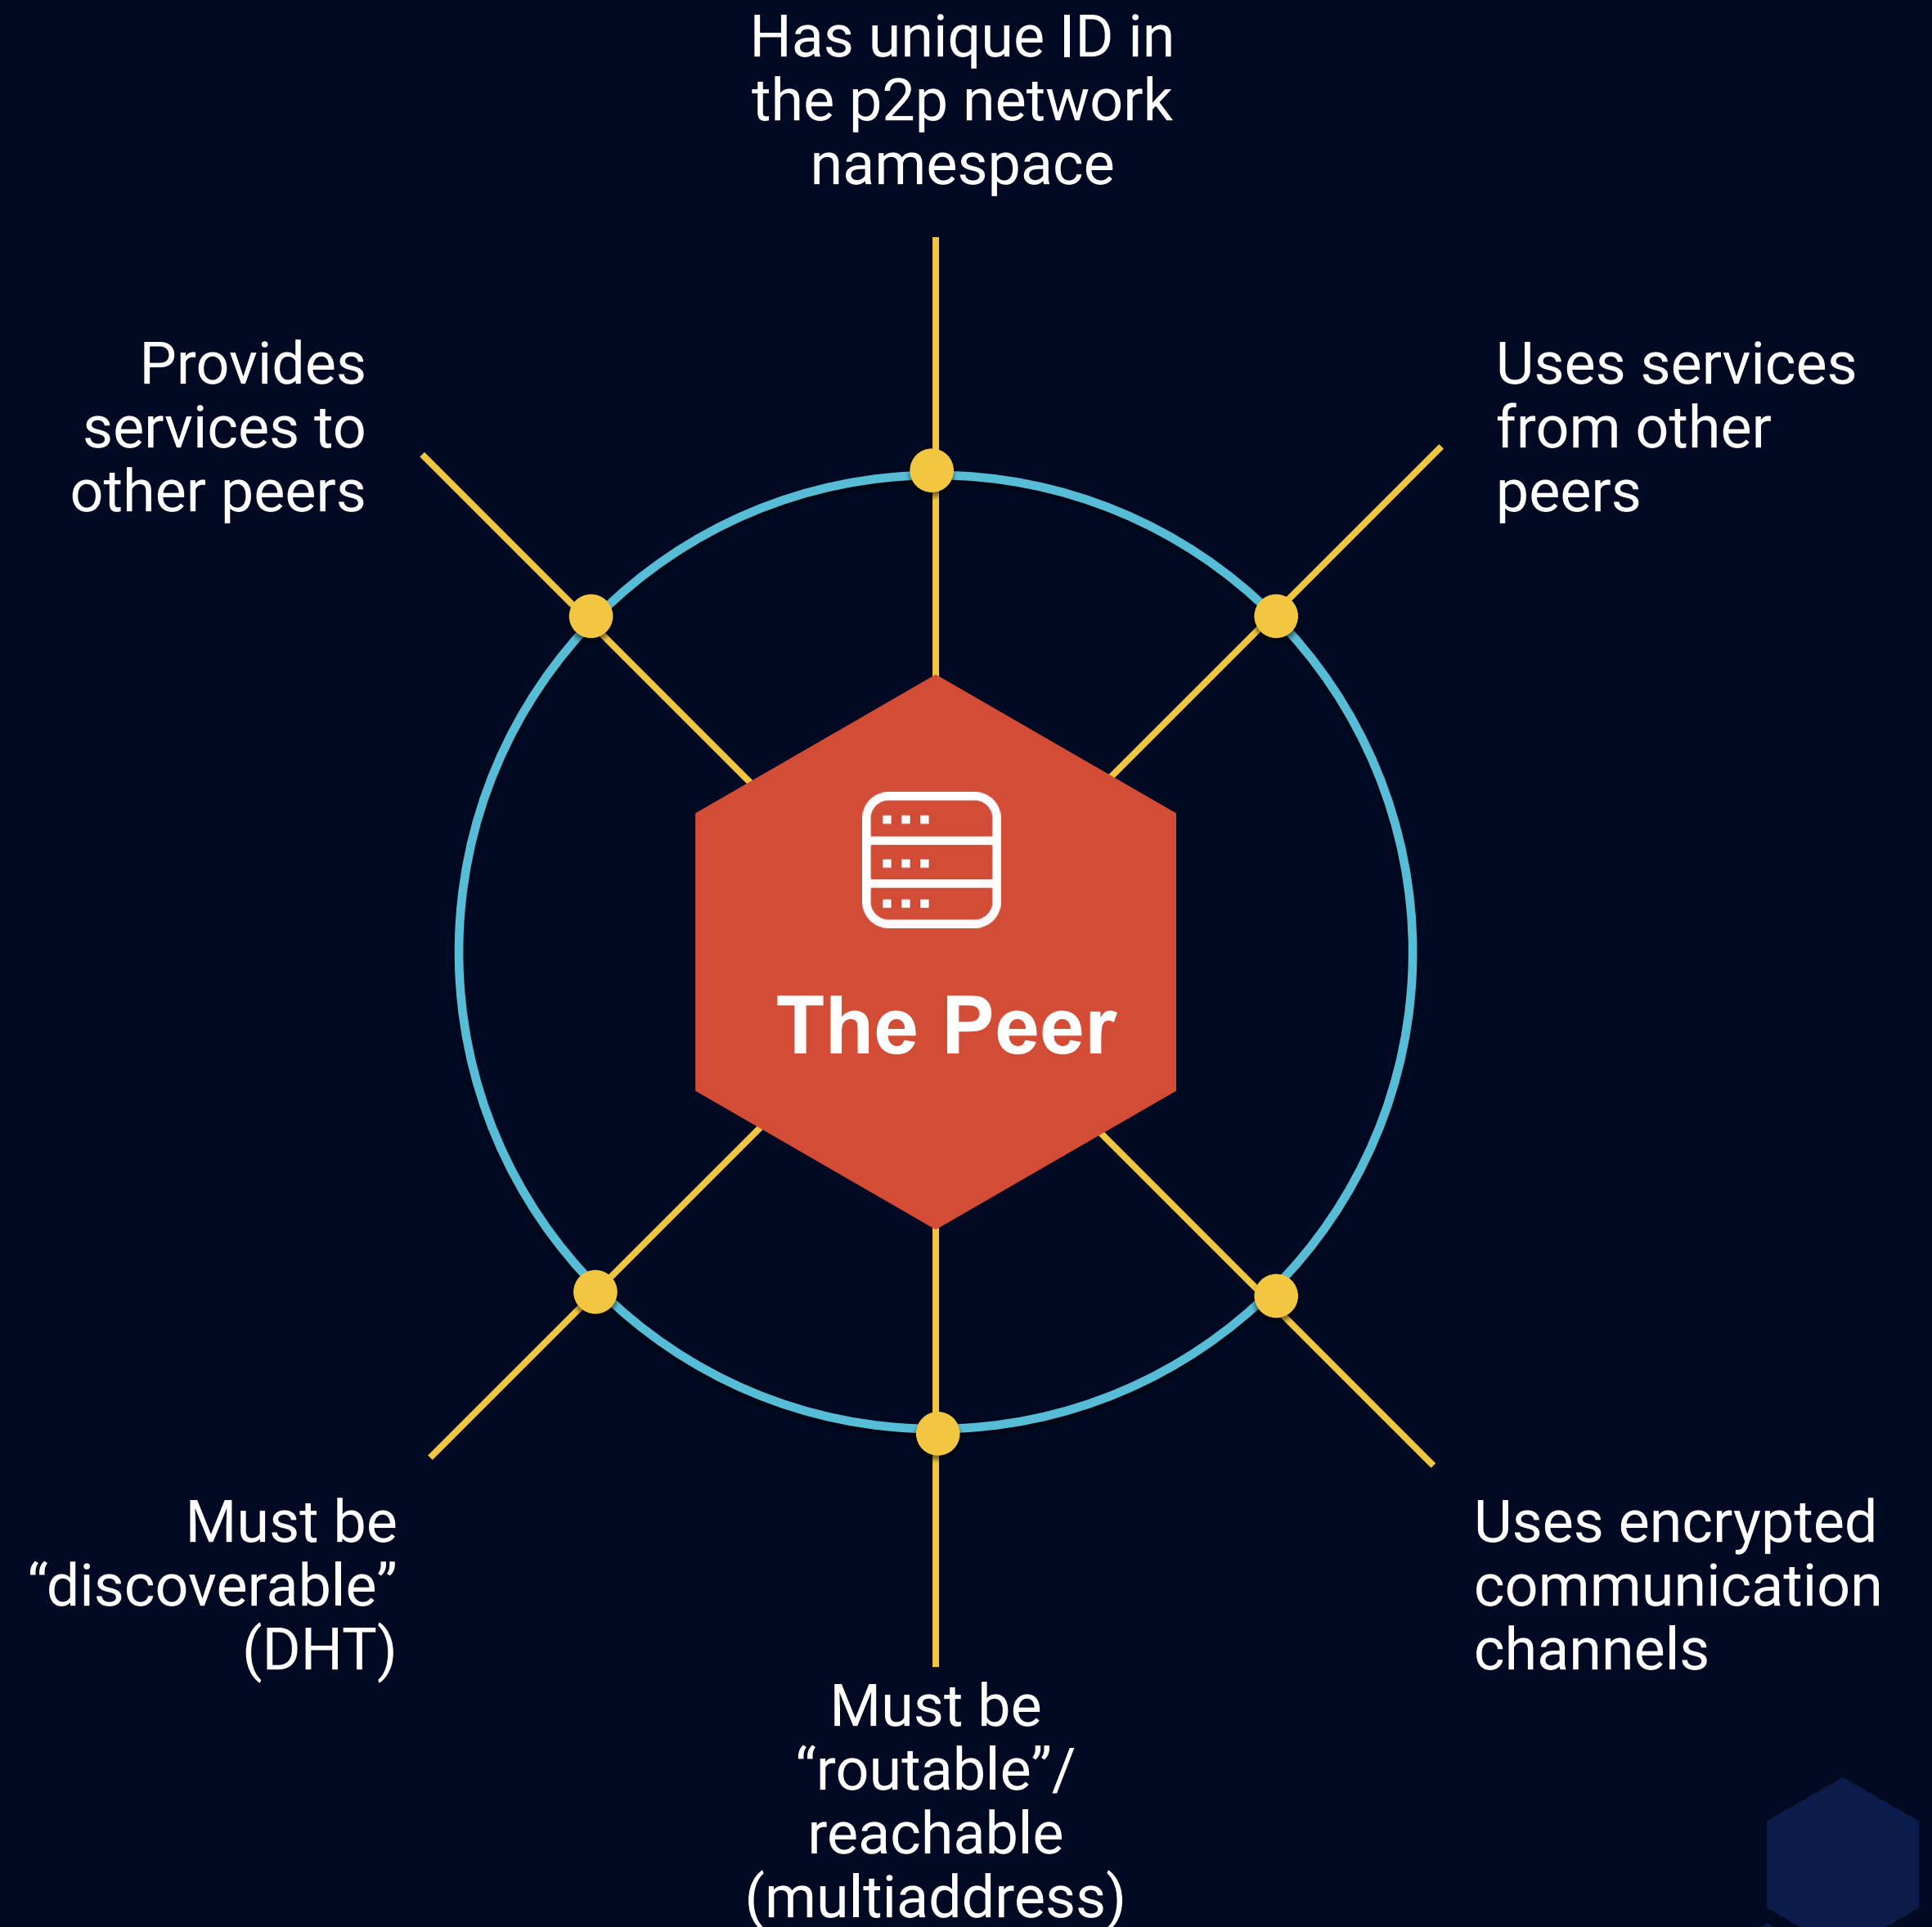 Has unique ID in
the p2p network
namespace
Provides
services to
other peers
Uses services
from other
peers
The Peer
Must be
“discoverable”
(DHT)
Uses encrypted
communication
channels
Must be
“routable”/
reachable
(multiaddress)